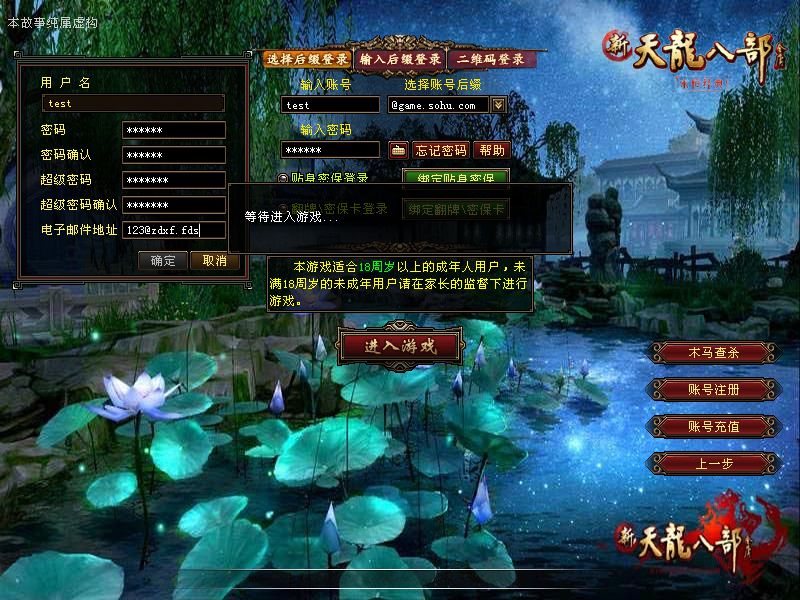 本故事纯属虚构
新天龍八部
永恒经典
用户名
test
密码
******
密码确认
******
超级密码
*******
超级密码确认
*******
电子邮件地址
123@zdxf.fds
确定
取消
选择后缀登录
输入后缀登录
二维码登录
输入账号
选择账号后缀
test
@game.sohu.com
输入密码
******
忘记密码
帮助
贴身密保登录
绑定贴身密保
翻牌\密保卡登录
绑定翻牌\密保卡
等待进入游戏...
本游戏适合18周岁以上的成年人用户，未
满18周岁的未成年用户请在家长的监督下进行
游戏。
进入游戏
木马查杀
账号注册
账号充值
上一步
新天龍八部